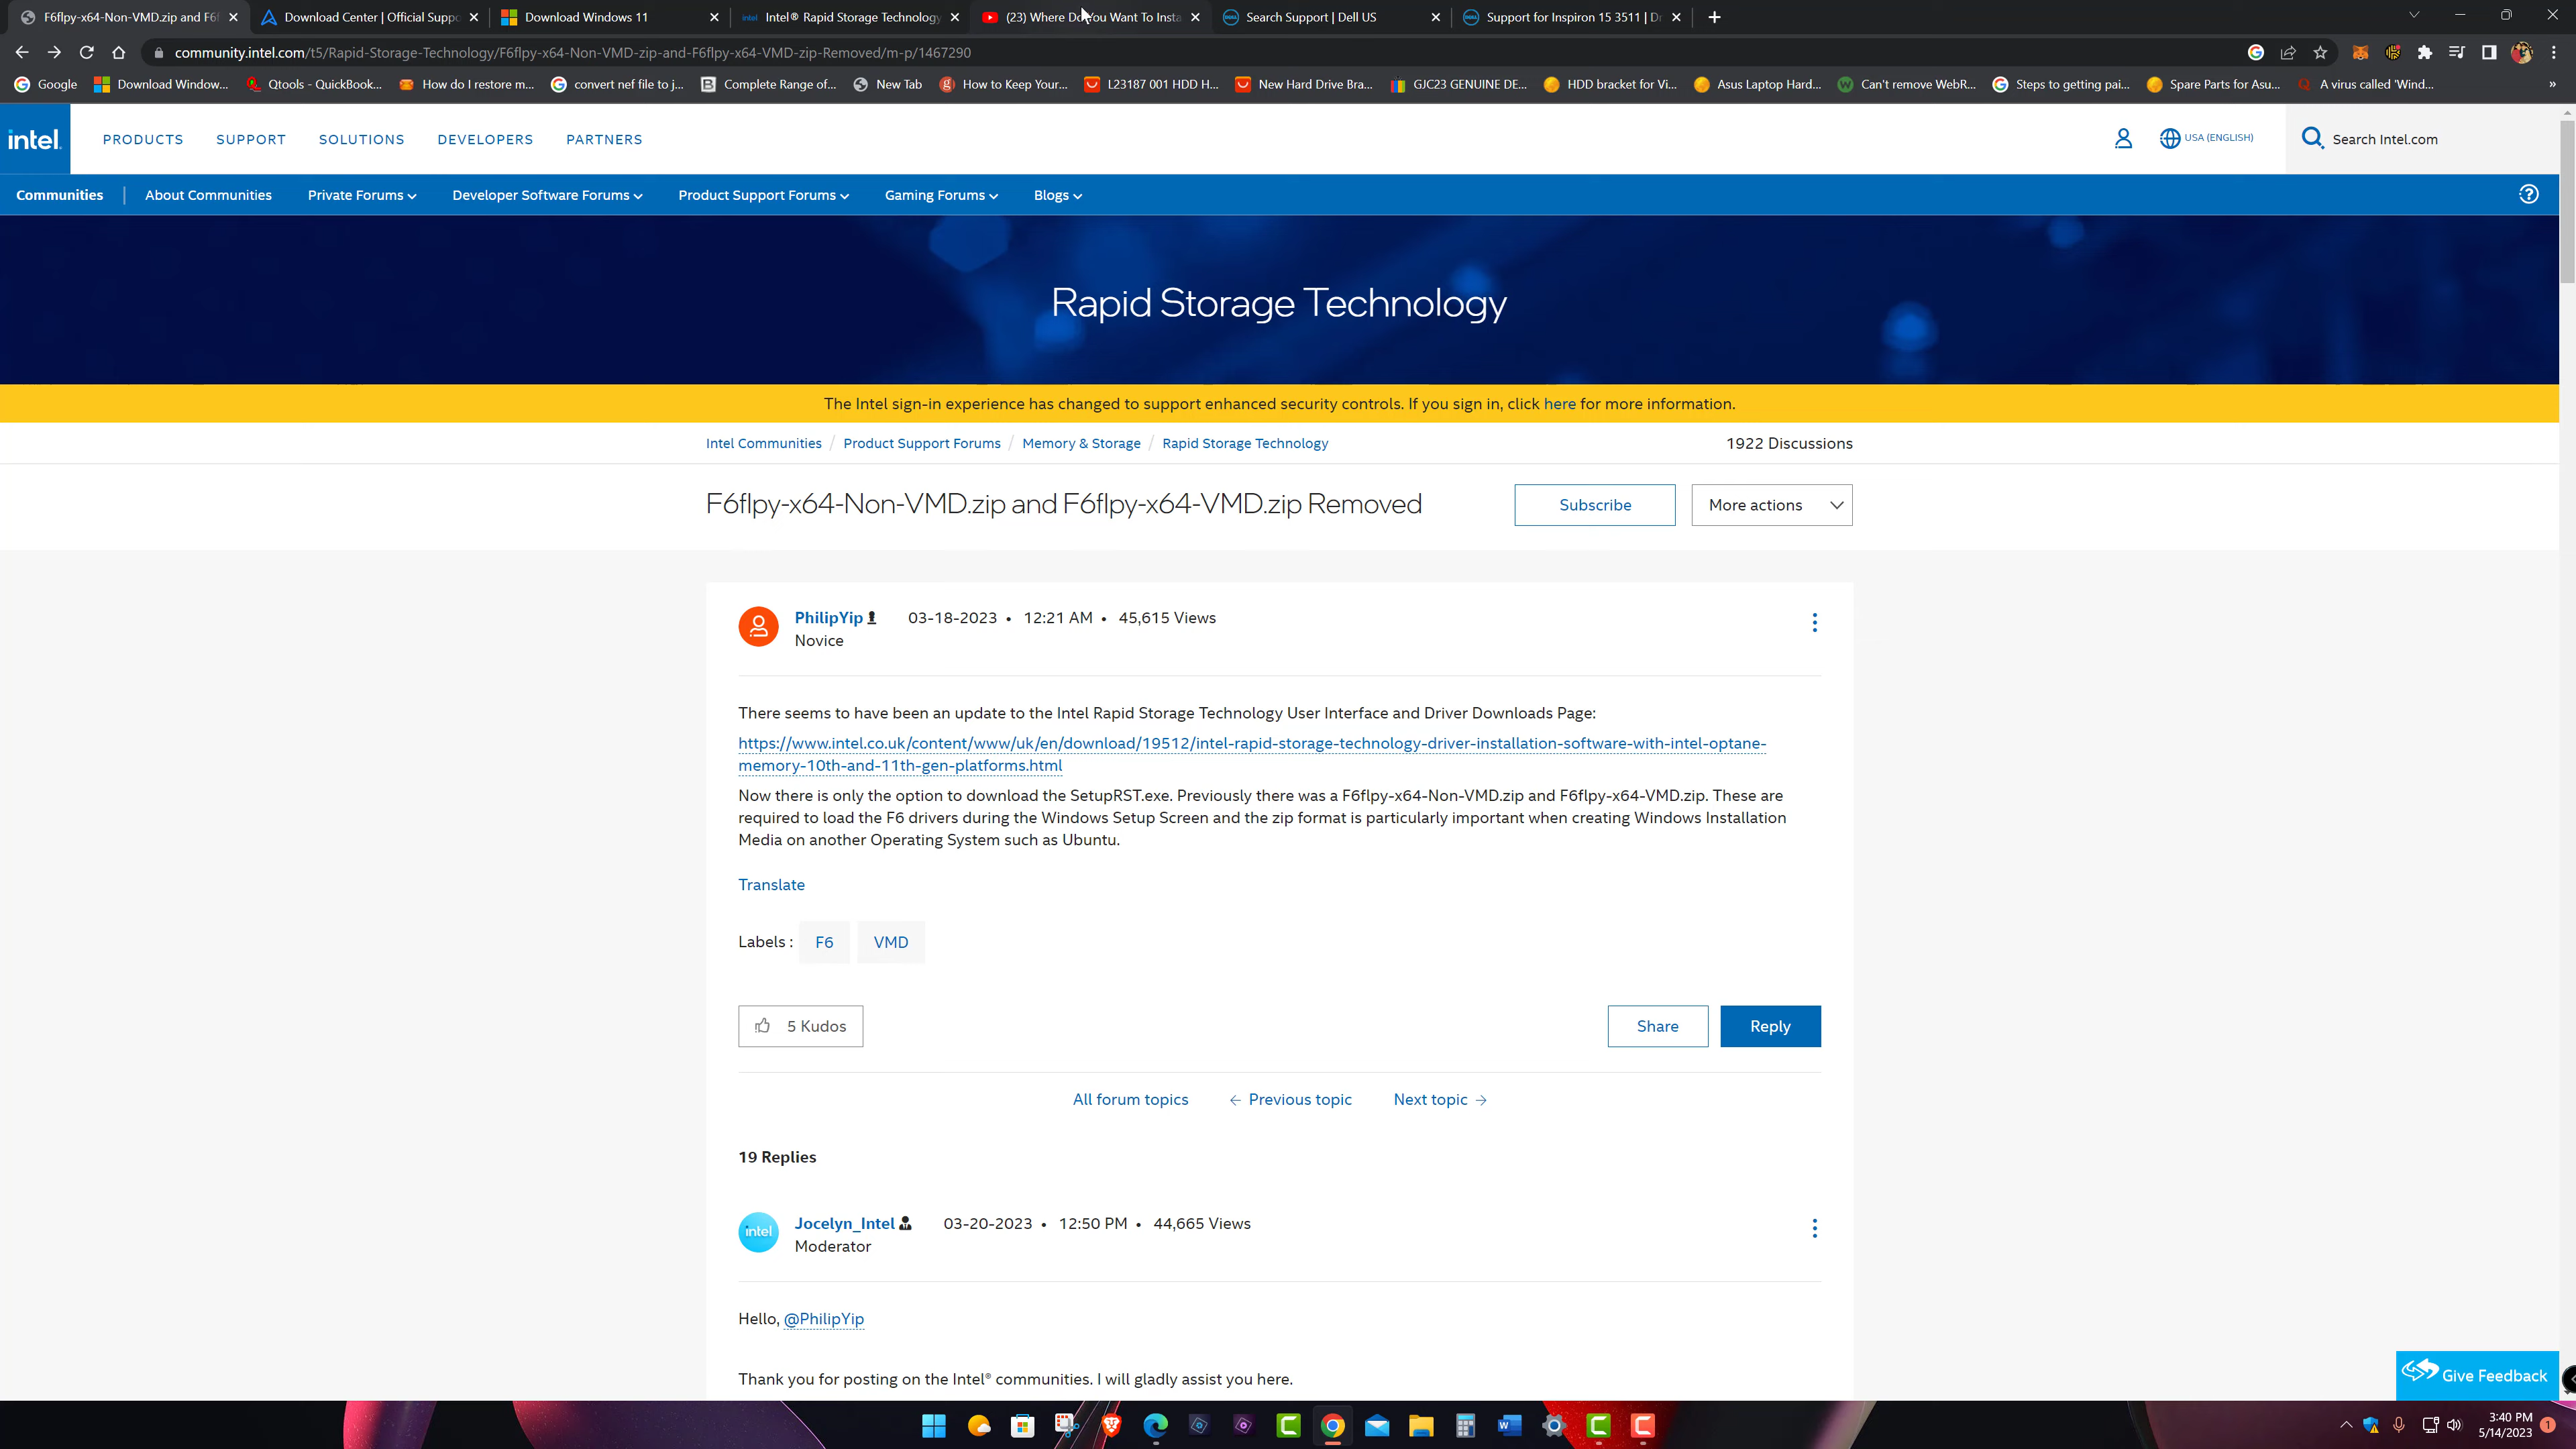 F6flpy-x64-Non-VMD.zip and F6f
Download Center | Official Suppo
Download Windows 11
Intel® Rapid Storage Technology
(23) Where Do You Want To Insta
Search Support | Dell US
Support for Inspiron 15 3511 | Dr
community.intel.com/t5/Rapid-Storage-Technology/F6flpy-x64-Non-VMD-zip-and-F6flpy-x64-VMD-zip-Removed/m-p/1467290
Google
Download Window...
Qtools - QuickBook...
How do I restore m...
convert nef file to j...
Complete Range of...
New Tab
How to Keep Your...
L23187 001 HDD H...
New Hard Drive Bra...
GJC23 GENUINE DE...
HDD bracket for Vi...
Asus Laptop Hard...
Can't remove WebR...
Steps to getting pai...
Spare Parts for Asu...
A virus called 'Wind...
»
intel.
PRODUCTS
SUPPORT
SOLUTIONS
DEVELOPERS
PARTNERS
USA (ENGLISH)
Search Intel.com
Communities
About Communities
Private Forums
Developer Software Forums
Product Support Forums
Gaming Forums
Blogs
Rapid Storage Technology
The Intel sign-in experience has changed to support enhanced security controls. If you sign in, click here for more information.
Intel Communities / Product Support Forums / Memory & Storage / Rapid Storage Technology
1922 Discussions
F6flpy-x64-Non-VMD.zip and F6flpy-x64-VMD.zip Removed
Subscribe
More actions
PhilipYip
03-18-2023 • 12:21 AM • 45,615 Views
Novice
There seems to have been an update to the Intel Rapid Storage Technology User Interface and Driver Downloads Page:
https://www.intel.co.uk/content/www/uk/en/download/19512/intel-rapid-storage-technology-driver-installation-software-with-intel-optane-
memory-10th-and-11th-gen-platforms.html
Now there is only the option to download the SetupRST.exe. Previously there was a F6flpy-x64-Non-VMD.zip and F6flpy-x64-VMD.zip. These are
required to load the F6 drivers during the Windows Setup Screen and the zip format is particularly important when creating Windows Installation
Media on another Operating System such as Ubuntu.
Translate
Labels :
F6
VMD
5 Kudos
Share
Reply
All forum topics
← Previous topic
Next topic →
19 Replies
intel
Jocelyn_Intel
03-20-2023 • 12:50 PM • 44,665 Views
Moderator
Hello, @PhilipYip
Thank you for posting on the Intel® communities. I will gladly assist you here.
Give Feedback
3:40 PM
5/14/2023
1